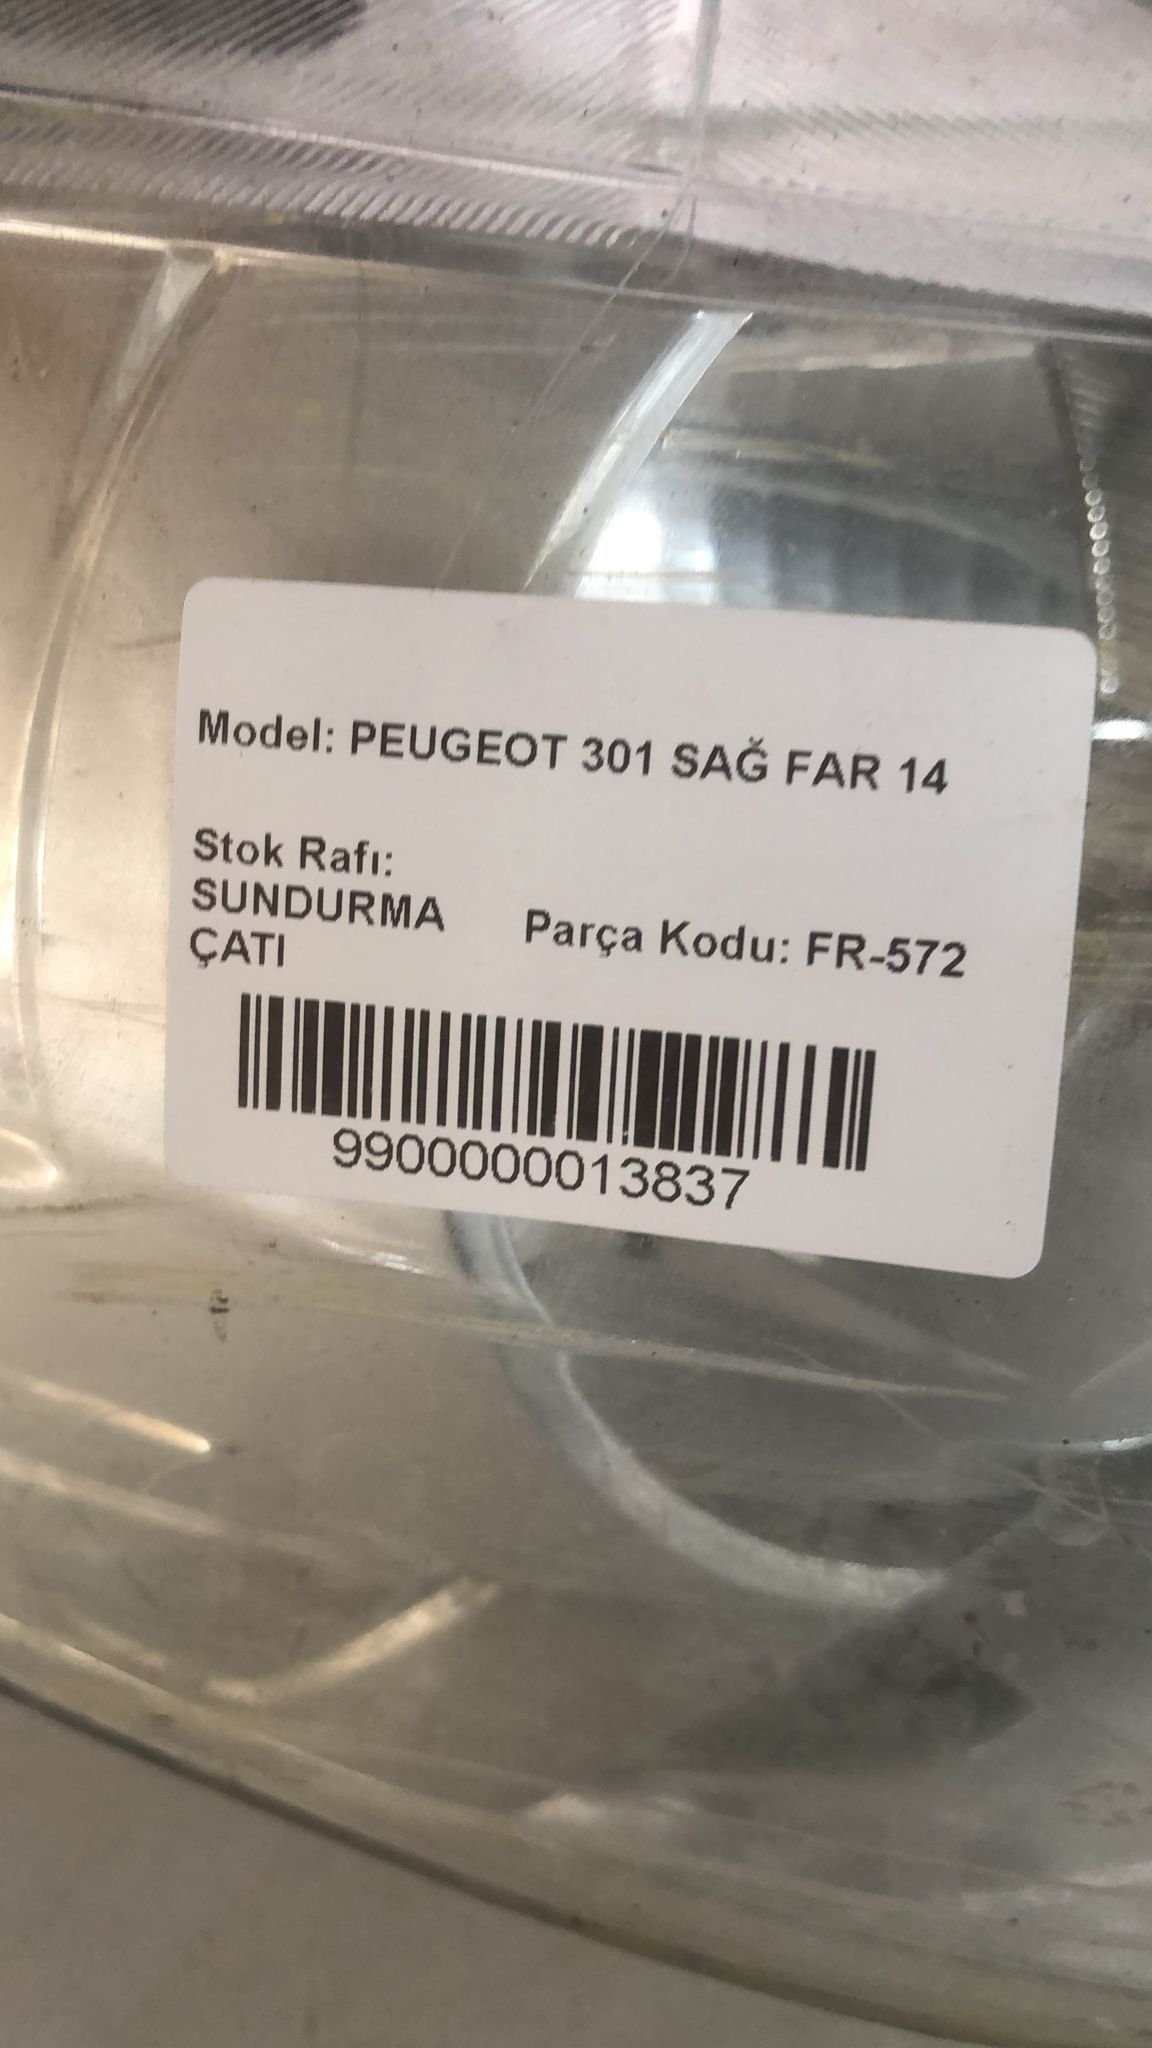 Model: PEUGEOT 301 SAĞ FAR 14
Stok Rafı:
SUNDURMA
ÇATI
Parça Kodu: FR-572
9900000013837